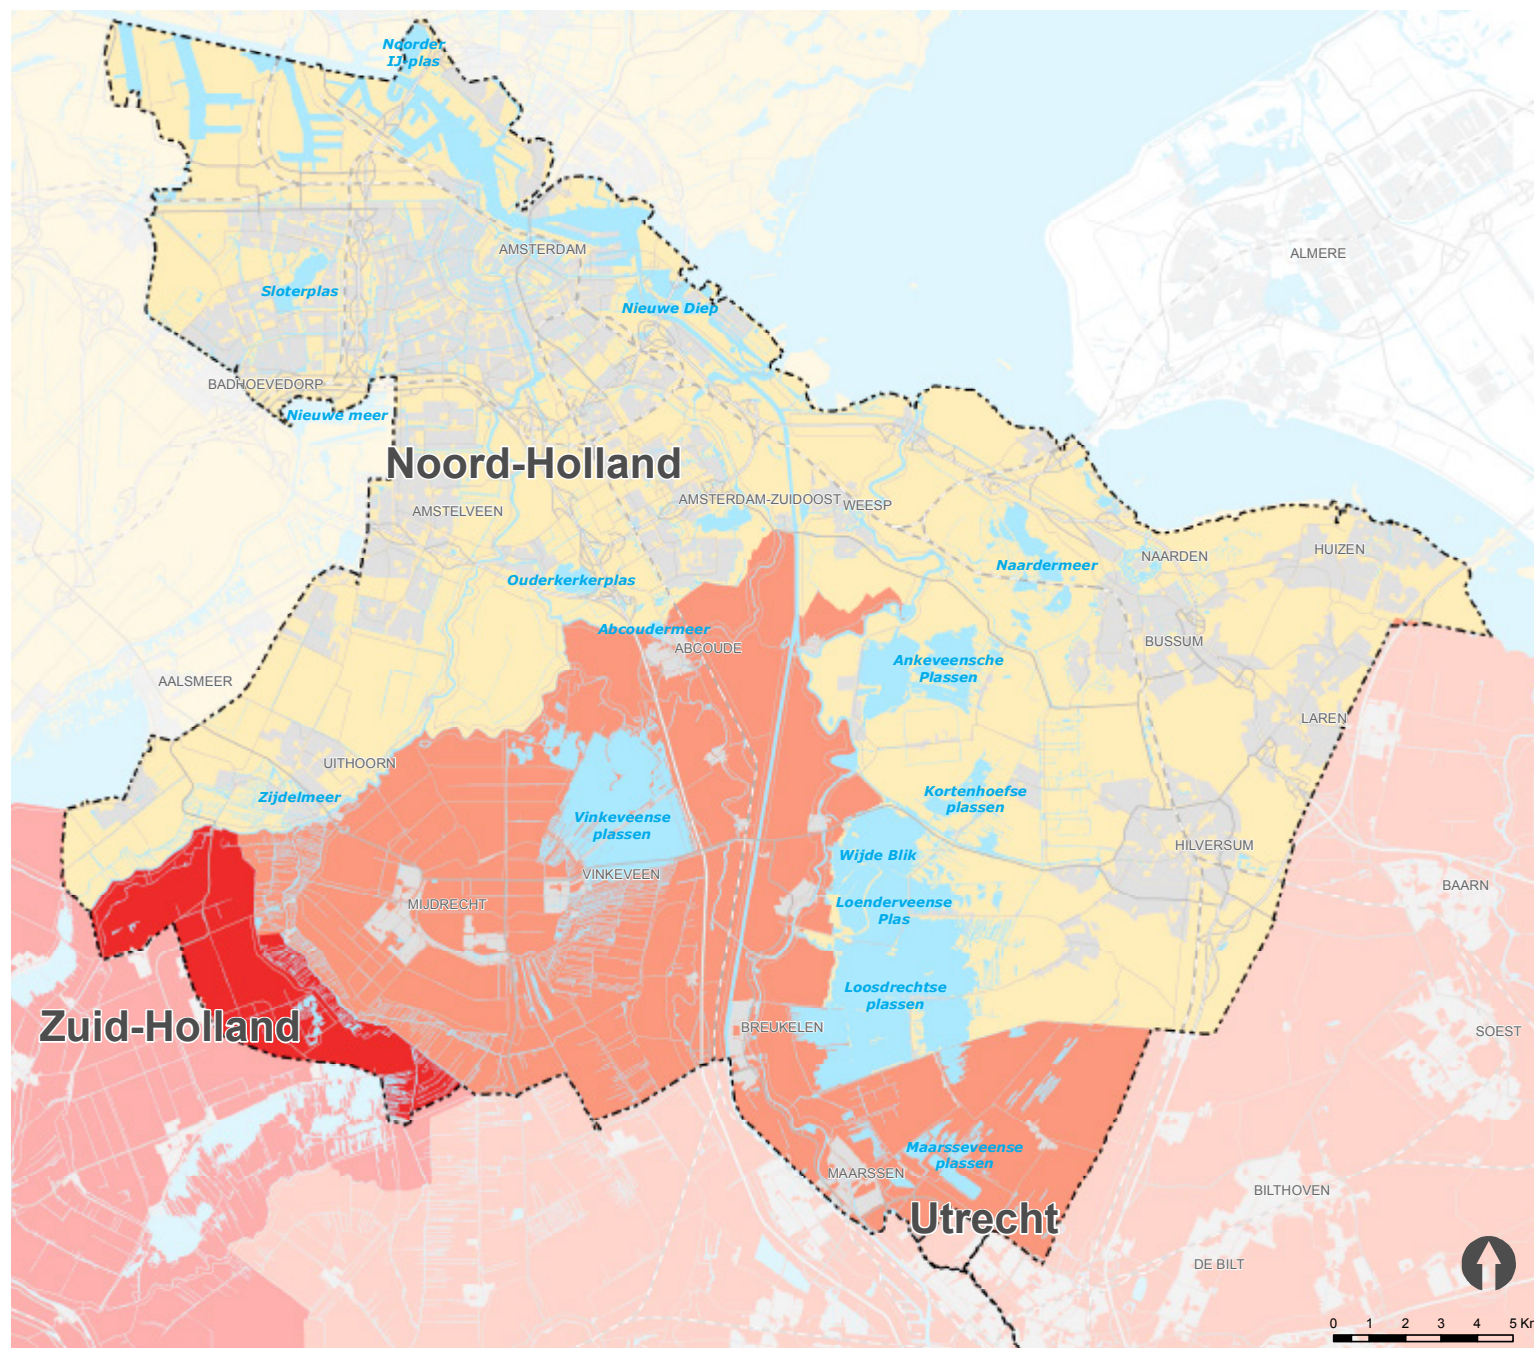 Noorder
IJ plas
AMSTERDAM
ALMERE
Sloterplas
Nieuwe Diep
BADHOEVEDORP
Nieuwe meer
Noord-Holland
AMSTERDAM-ZUIDOOST
WEESP
AMSTELVEEN
NAARDEN
HUIZEN
Naardermeer
Ouderkerkerplas
Abcoudermeer
ABCOUDE
BUSSUM
Ankeveensche
Plassen
AALSMEER
LAREN
UITHOORN
Zijdelmeer
Kortenhoefse
plassen
Vinkeveense
plassen
HILVERSUM
Wijde Blik
VINKEVEEN
BAARN
MIJDRECHT
Loenderveense
Plas
Loosdrechtse
plassen
Zuid-Holland
BREUKELEN
SOEST
Maarsseveense
plassen
MAARSSEN
BILTHOVEN
Utrecht
DE BILT
0 1 2 3 4 5 Kr